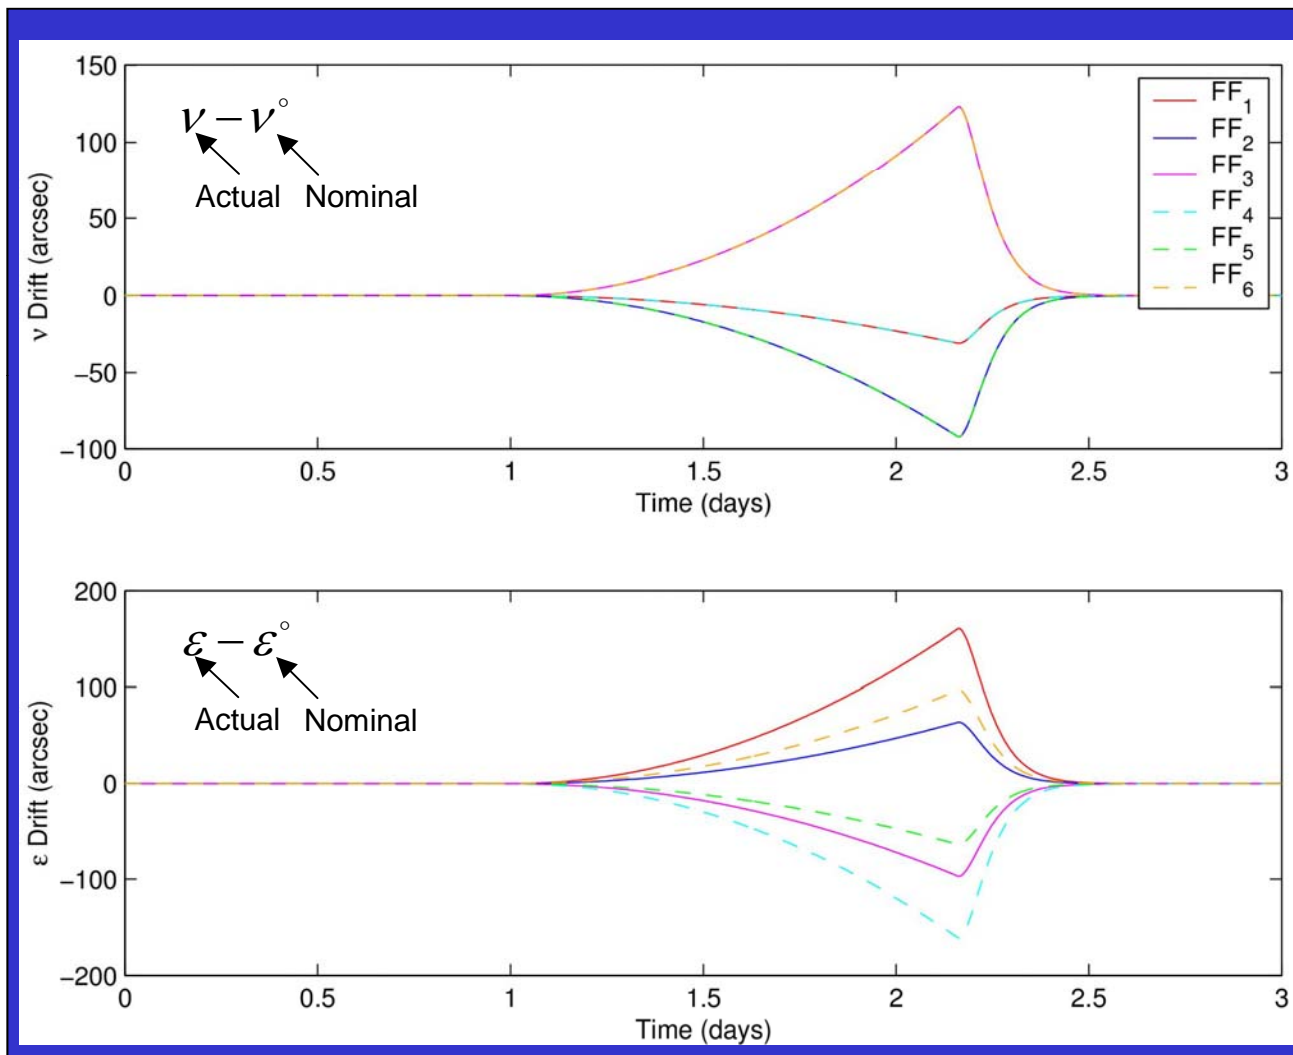 150
100
50
0
−50
−100
ν Drift (arcsec)
ν − ν°
Actual Nominal
FF1
FF2
FF3
FF4
FF5
FF6
0 0.5 1 1.5 2 2.5 3
Time (days)
200
100
0
−100
−200
ε Drift (arcsec)
ε − ε°
Actual Nominal
0 0.5 1 1.5 2 2.5 3
Time (days)